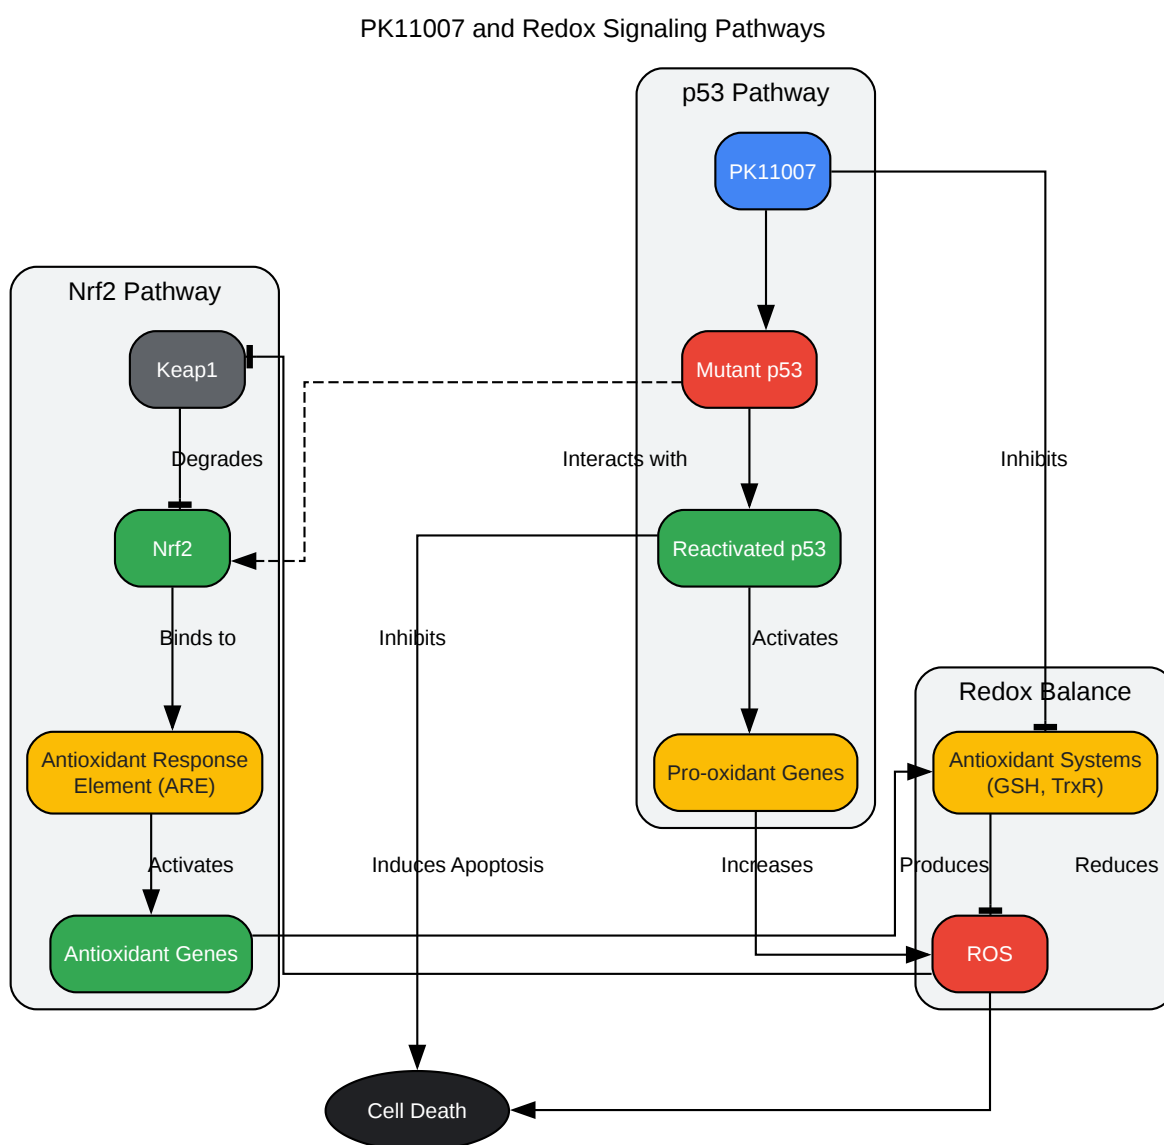 PK11007 and Redox Signaling Pathways
p53 Pathway
PK11007
Nrf2 Pathway
Keap1
Mutant p53
Degrades
Interacts with
Inhibits
Nrf2
Reactivated p53
Binds to
Inhibits
Activates
Redox Balance
Antioxidant Response
Element (ARE)
Pro-oxidant Genes
Antioxidant Systems
(GSH, TrxR)
Activates
Induces Apoptosis
Increases
Produces
Reduces
Antioxidant Genes
ROS
Cell Death